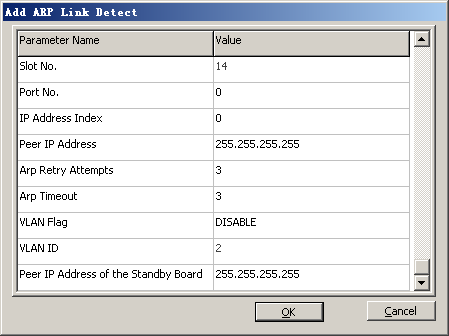 Add ARP Link Detect
Parameter Name Value
Slot No. 14
Port No. 0
IP Address Index 0
Peer IP Address 255.255.255.255
Arp Retry Attempts 3
Arp Timeout 3
VLAN Flag DISABLE
VLAN ID 2
Peer IP Address of the Standby Board 255.255.255.255
OK Cancel